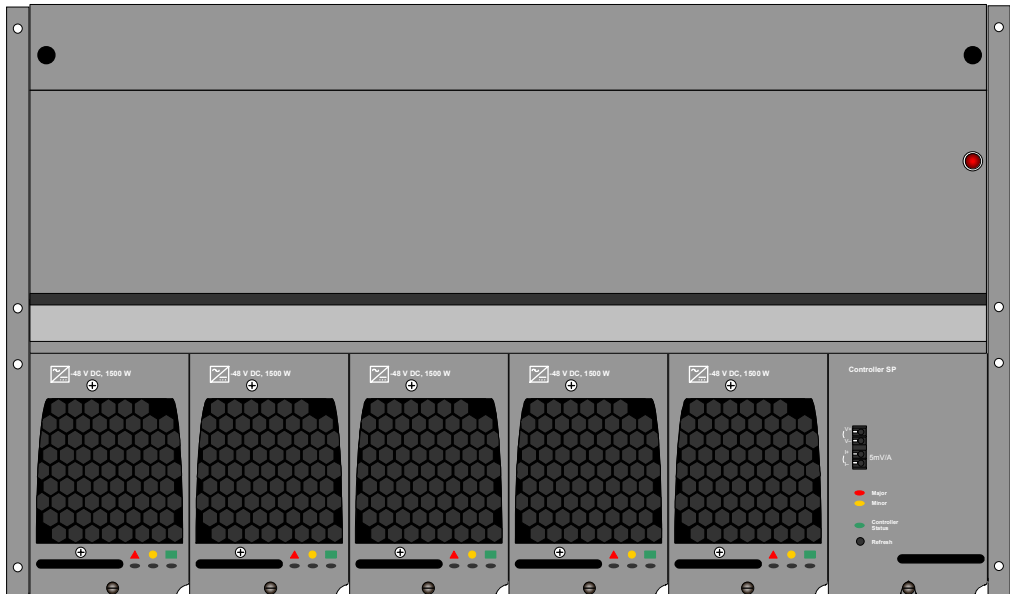 -48 V DC, 1500 W
-48 V DC, 1500 W
-48 V DC, 1500 W
-48 V DC, 1500 W
-48 V DC, 1500 W
Controller SP
V+
V-
5mV/A
Major
Minor
Controller
Status
Refresh